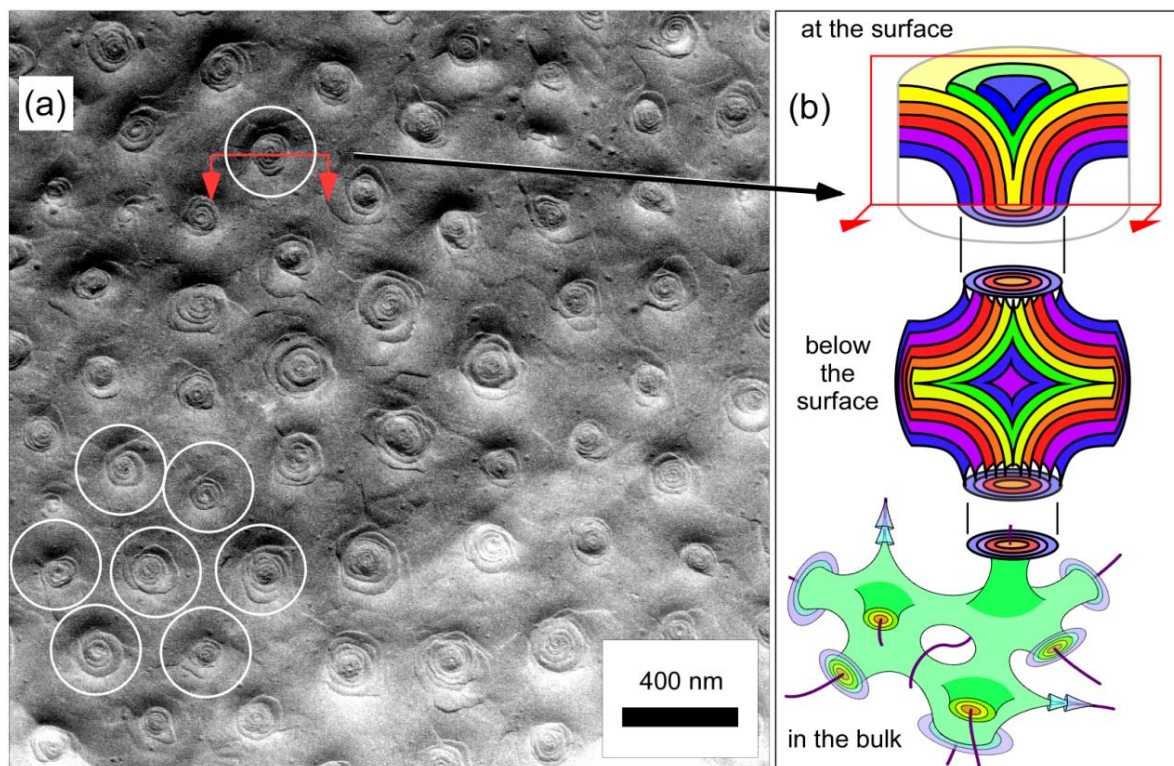 (a)
400 nm
at the surface
(b)
below
the
surface
in the bulk